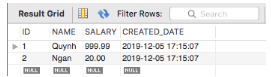 Result Grid Filter Rows: Search
ID NAME SALARY CREATED_DATE
1 Quynh 999.99 2019-12-05 17:15:07
2 Ngan 20.00 2019-12-05 17:15:07
NULL NULL NULL NULL